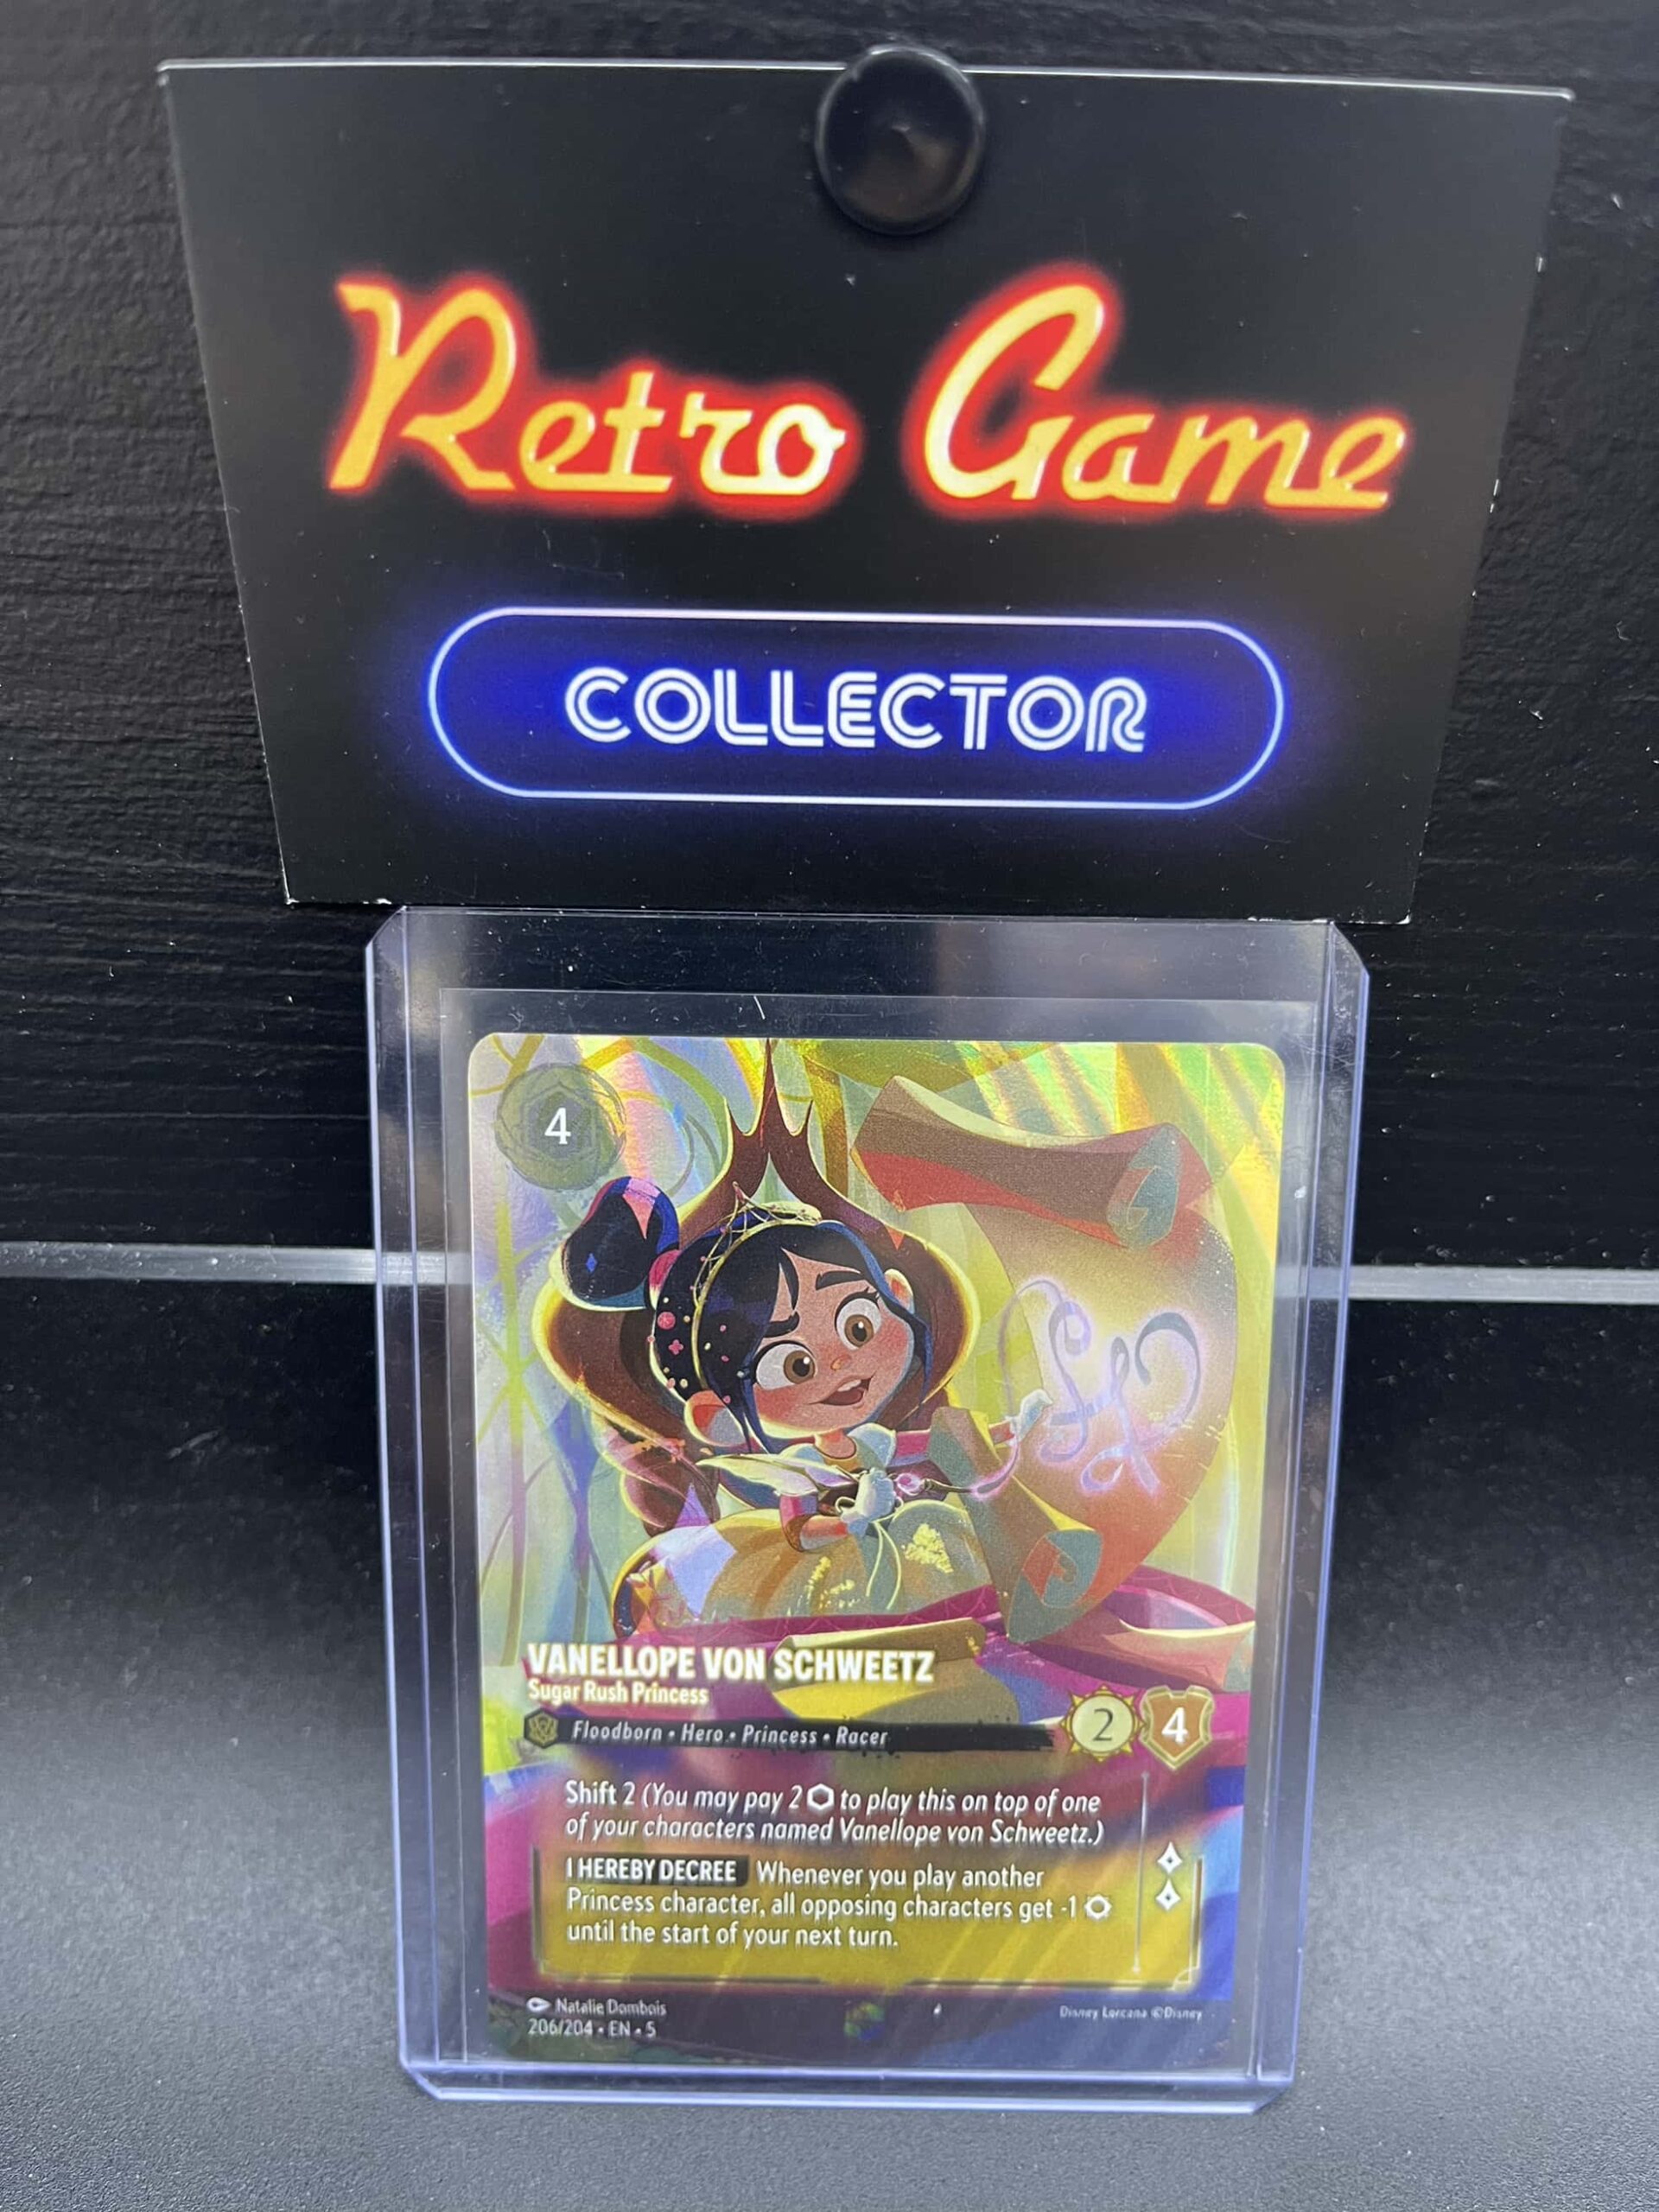 Retro Game
COLLECTOR
4
VANELLOPE VON SCHWEETZ
Sugar Rush Princess
Floodborn • Hero • Princess • Racer
2 4
Shift 2 (You may pay 2 ⬡ to play this on top of one
of your characters named Vanellope von Schweetz.)
I HEREBY DECREE Whenever you play another
Princess character, all opposing characters get -1 ¤
until the start of your next turn.
Natalie Dombois
206/204 • EN • 5
Disney Lorcana ©Disney